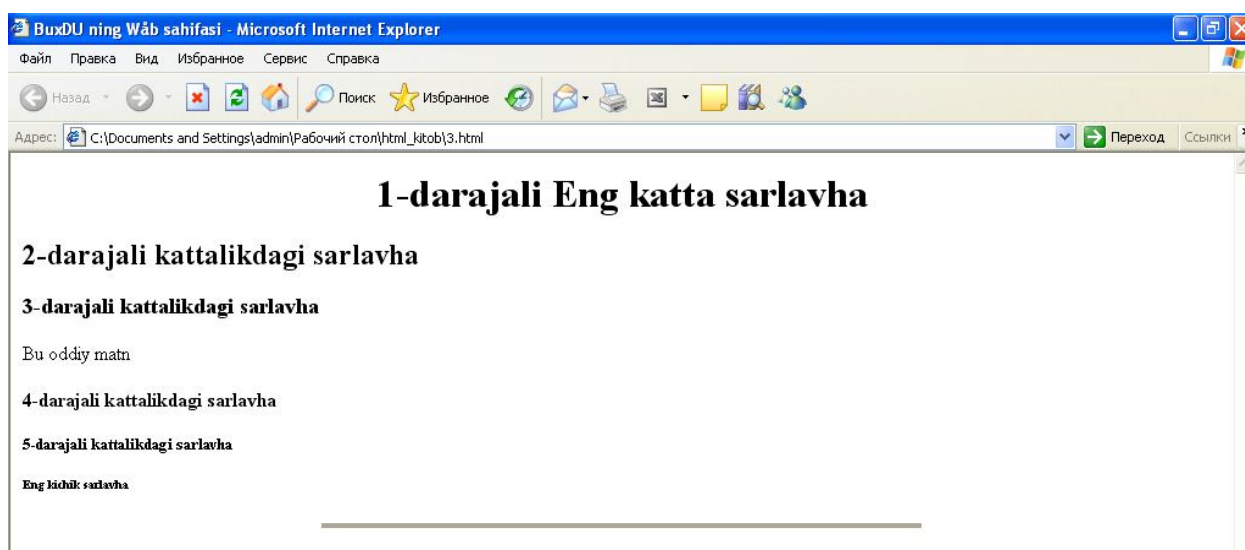 BuxDU ning Wåb sahifasi - Microsoft Internet Explorer
Файл Правка Вид Избранное Сервис Справка
Назад Поиск Избранное
Адрес: C:\Documents and Settings\admin\Рабочий стол\html_kitob\3.html Переход Ссылки
1-darajali Eng katta sarlavha
2-darajali kattalikdagi sarlavha
3-darajali kattalikdagi sarlavha
Bu oddiy matn
4-darajali kattalikdagi sarlavha
5-darajali kattalikdagi sarlavha
Eng kichik sarlavha